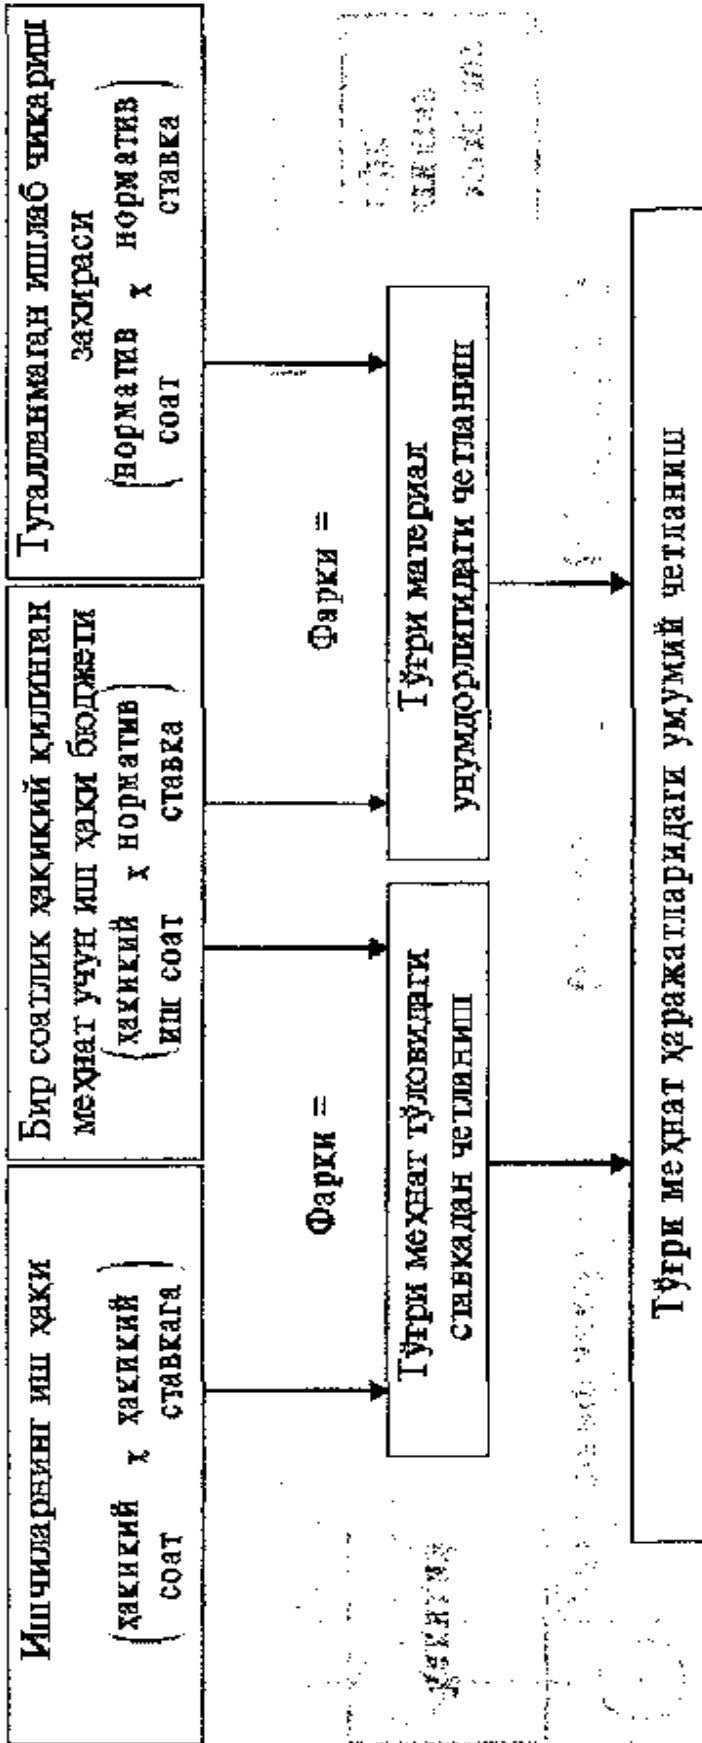 Ишчиларнинг иш ҳақи
(ҳақиқий х ҳақиқий)
соат ставкага
Бир соатлик ҳақиқий қилинган
меҳнат учун иш ҳақи бюджети
(ҳақиқий х норматив)
иш соат ставка
Тугалланмаган ишлаб чиқариш
захираси
(норматив х норматив)
соат ставка
Фарқи =
Фарқи =
Тўғри меҳнат тўловидаги
ставкадан четланиш
Тўғри материал
унумдорлигидаги четланиш
Тўғри меҳнат ҳаражатларидаги умумий четланиш